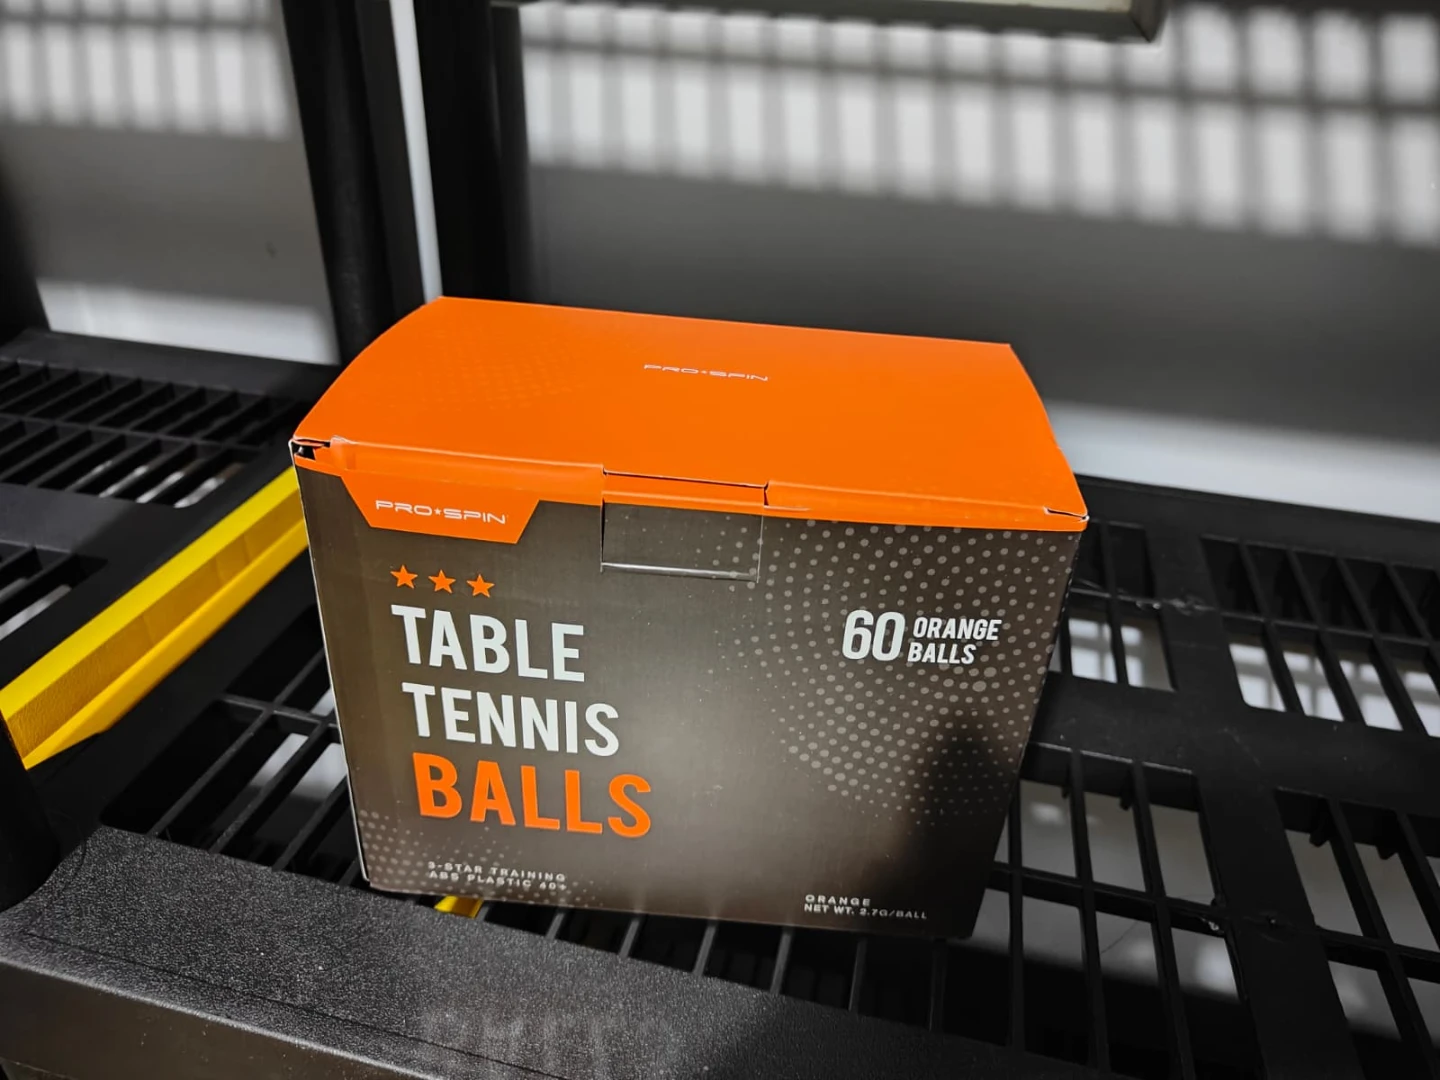 PRO★SPIN
PRO★SPIN
TABLE
TENNIS
BALLS
60 ORANGE
BALLS
3-STAR TRAINING
ABS PLASTIC 40+
ORANGE
NET WT. 2.7G/BALL